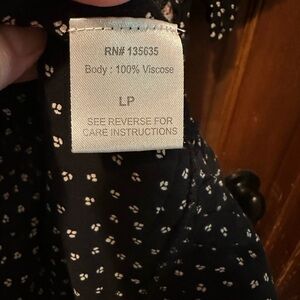 RN# 135635
Body : 100% Viscose
LP
SEE REVERSE FOR
CARE INSTRUCTIONS